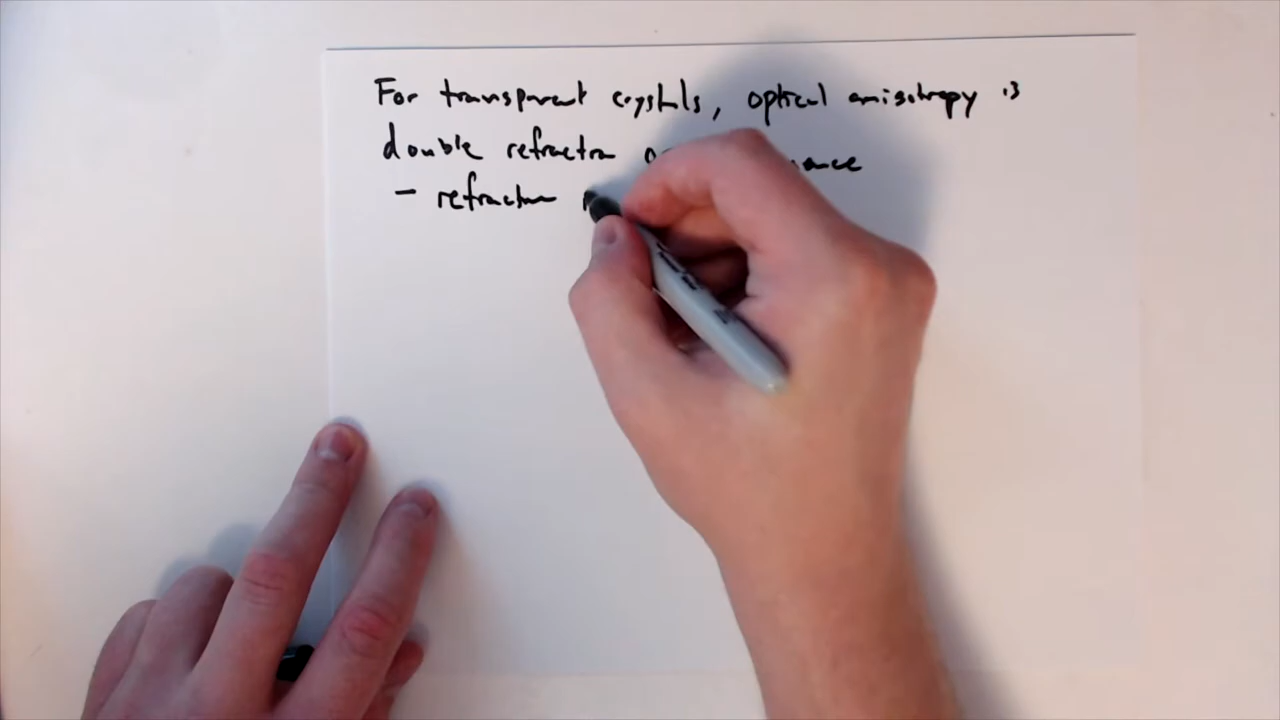 For transparent crystals, optical anisotropy is
double refraction
- refraction